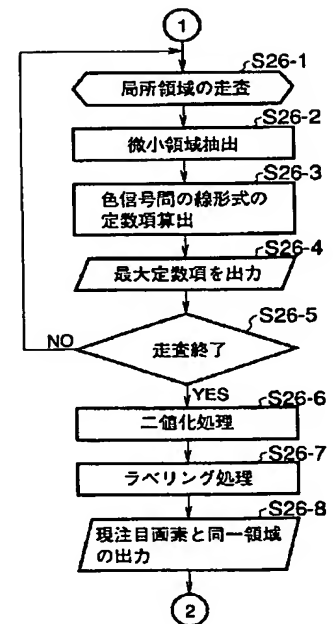 1
S26-1
局所領域の走査
S26-2
微小領域抽出
S26-3
色信号間の線形式の
定数項算出
S26-4
最大定数項を出力
S26-5
走査終了
NO
YES
S26-6
二値化処理
S26-7
ラベリング処理
S26-8
現注目画素と同一領域
の出力
2